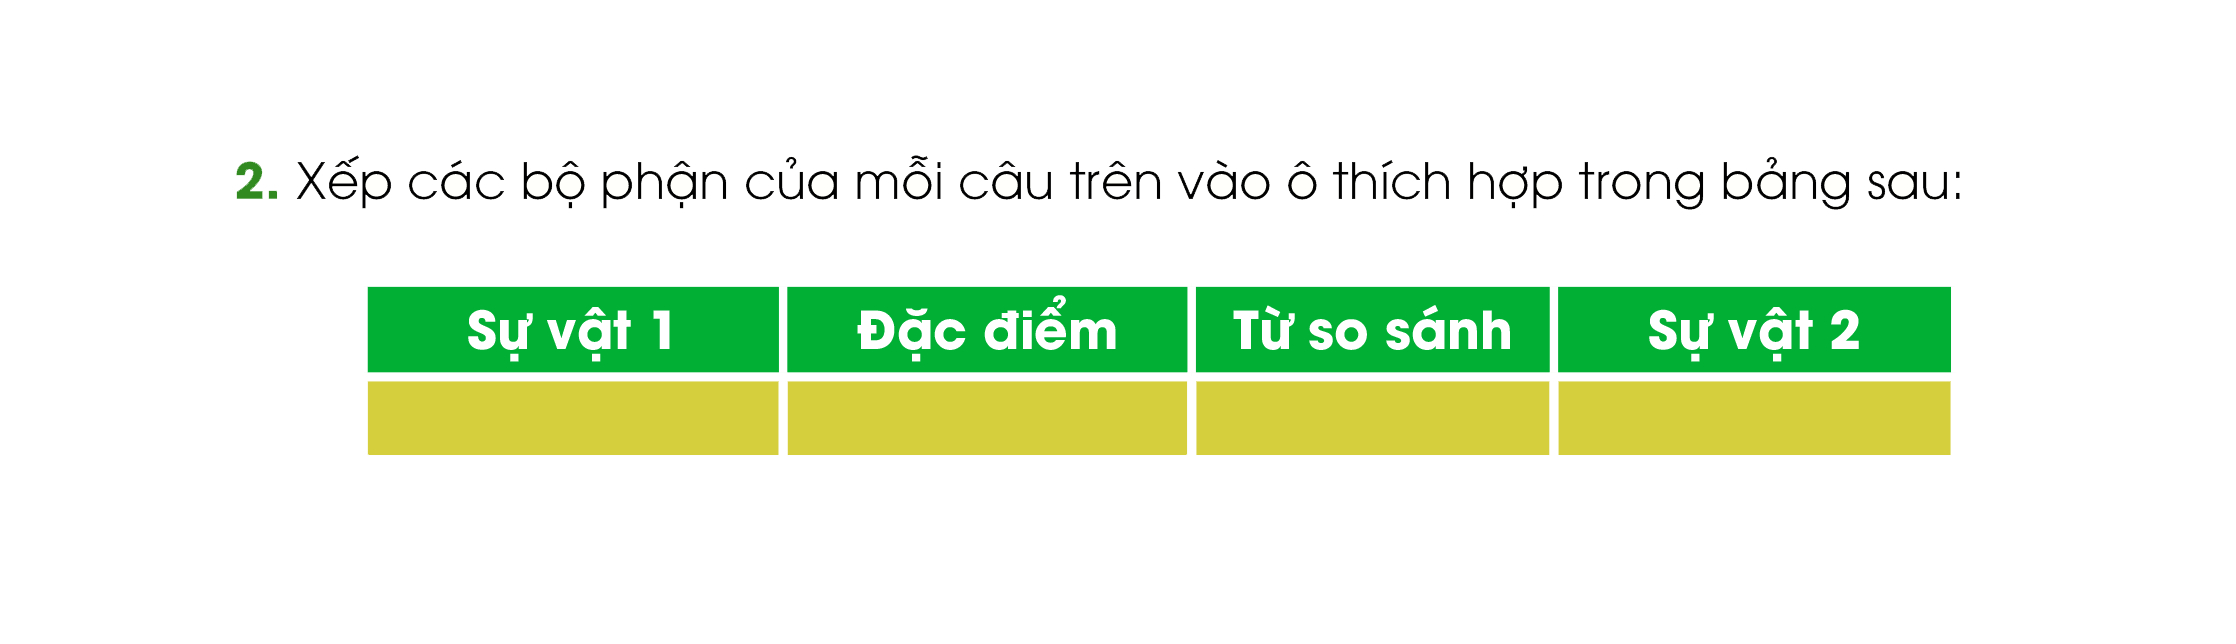 2. Xếp các bộ phận của mỗi câu trên vào ô thích hợp trong bảng sau:
Sự vật 1 Đặc điểm Từ so sánh Sự vật 2